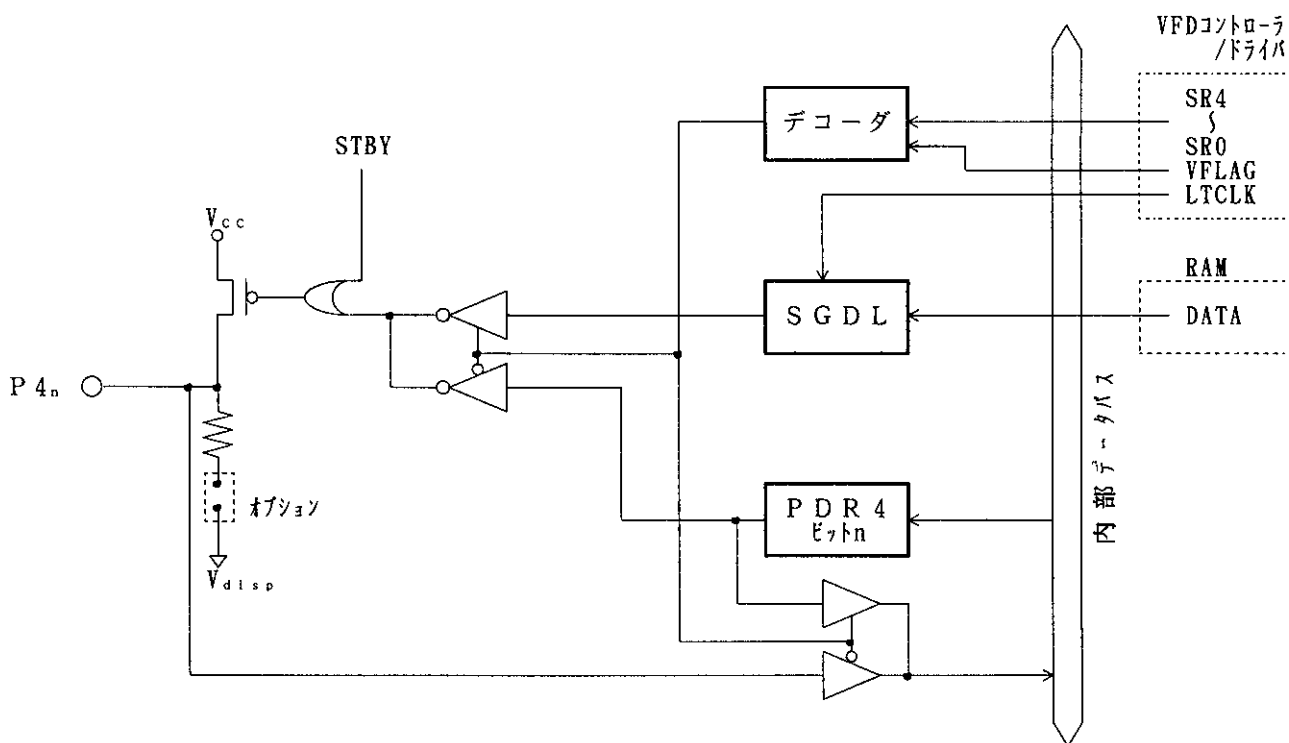 VFDコントローラ
/ドライバ
SR4
〜
SR0
VFLAG
LTCLK
デコーダ
STBY
Vcc
RAM
SGDL
DATA
P4n
オプション
Vdisp
PDR4
ビットn
内部データバス